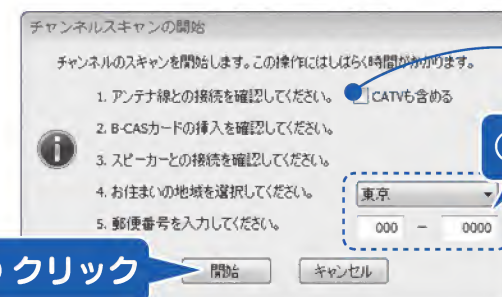 チャンネルスキャンの開始
チャンネルのスキャンを開始します。この操作にはしばらく時間がかかります。
1. アンテナ線との接続を確認してください。 CATVも含める
2. B-CASカードの挿入を確認してください。
3. スピーカーとの接続を確認してください。
4. お住まいの地域を選択してください。 東京
5. 郵便番号を入力してください。 000 - 0000
クリック 開始 キャンセル